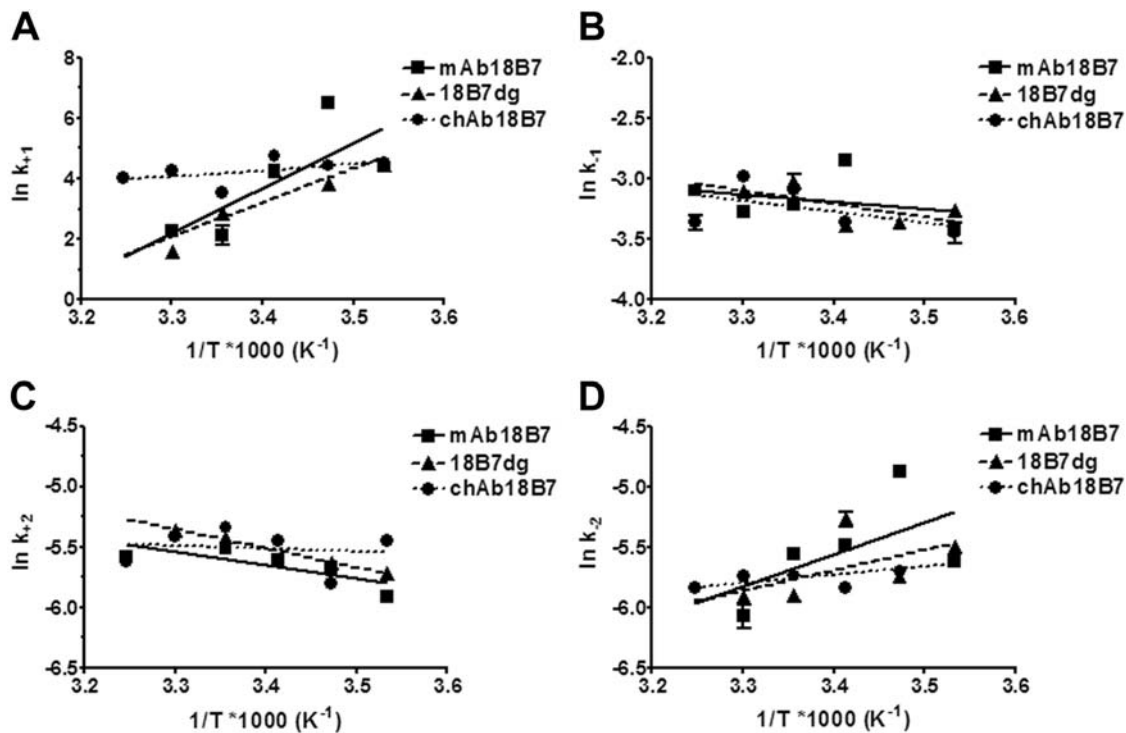 A
8
6
4
2
0
ln k+1
mAb18B7
18B7dg
chAb18B7
3.2 3.3 3.4 3.5 3.6
1/T *1000 (K-1)
B
-2.0
-2.5
-3.0
-3.5
-4.0
ln k-1
mAb18B7
18B7dg
chAb18B7
3.2 3.3 3.4 3.5 3.6
1/T *1000 (K-1)
C
-4.5
-5.0
-5.5
-6.0
-6.5
ln k+2
mAb18B7
18B7dg
chAb18B7
3.2 3.3 3.4 3.5 3.6
1/T *1000 (K-1)
D
-4.5
-5.0
-5.5
-6.0
-6.5
ln k-2
mAb18B7
18B7dg
chAb18B7
3.2 3.3 3.4 3.5 3.6
1/T *1000 (K-1)